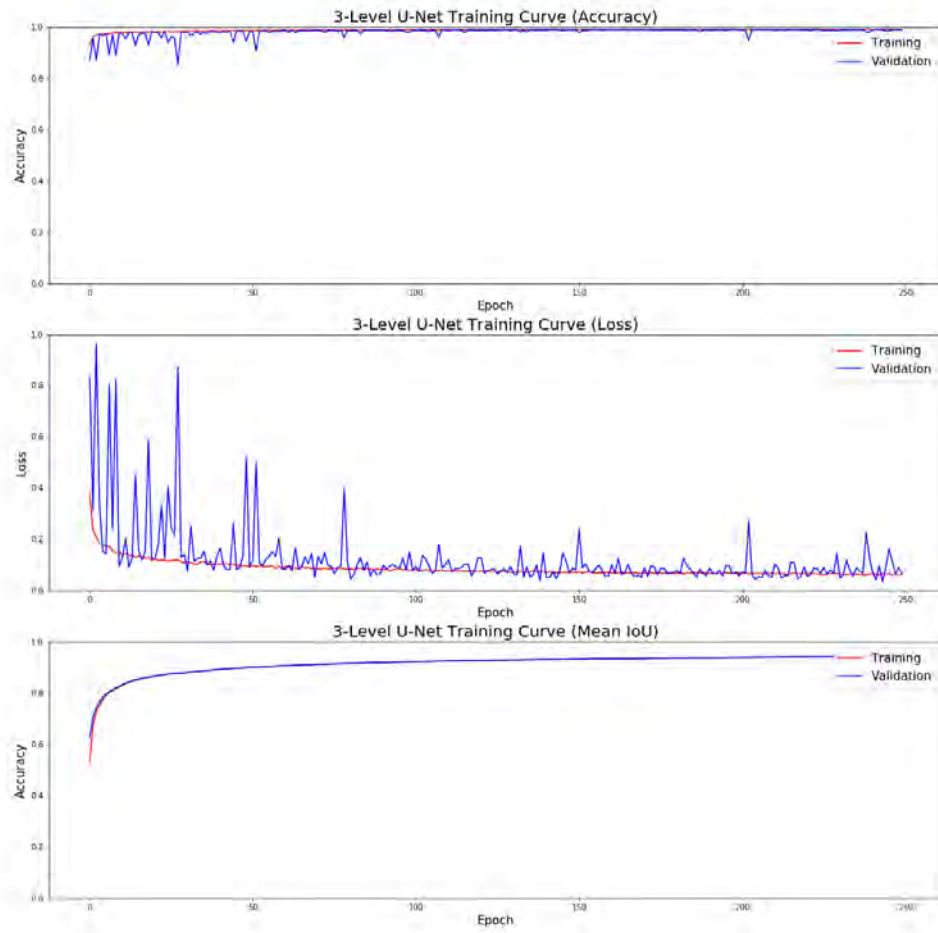 3-Level U-Net Training Curve (Accuracy)
1.0
0.8
0.6
0.4
0.2
0.0
Accuracy
Training
Validation
0 50 100 150 200 250
Epoch
3-Level U-Net Training Curve (Loss)
1.0
0.8
0.6
0.4
0.2
0.0
Loss
Training
Validation
0 50 100 150 200 250
Epoch
3-Level U-Net Training Curve (Mean IoU)
1.0
0.8
0.6
0.4
0.2
0.0
Accuracy
Training
Validation
0 50 100 150 200 250
Epoch